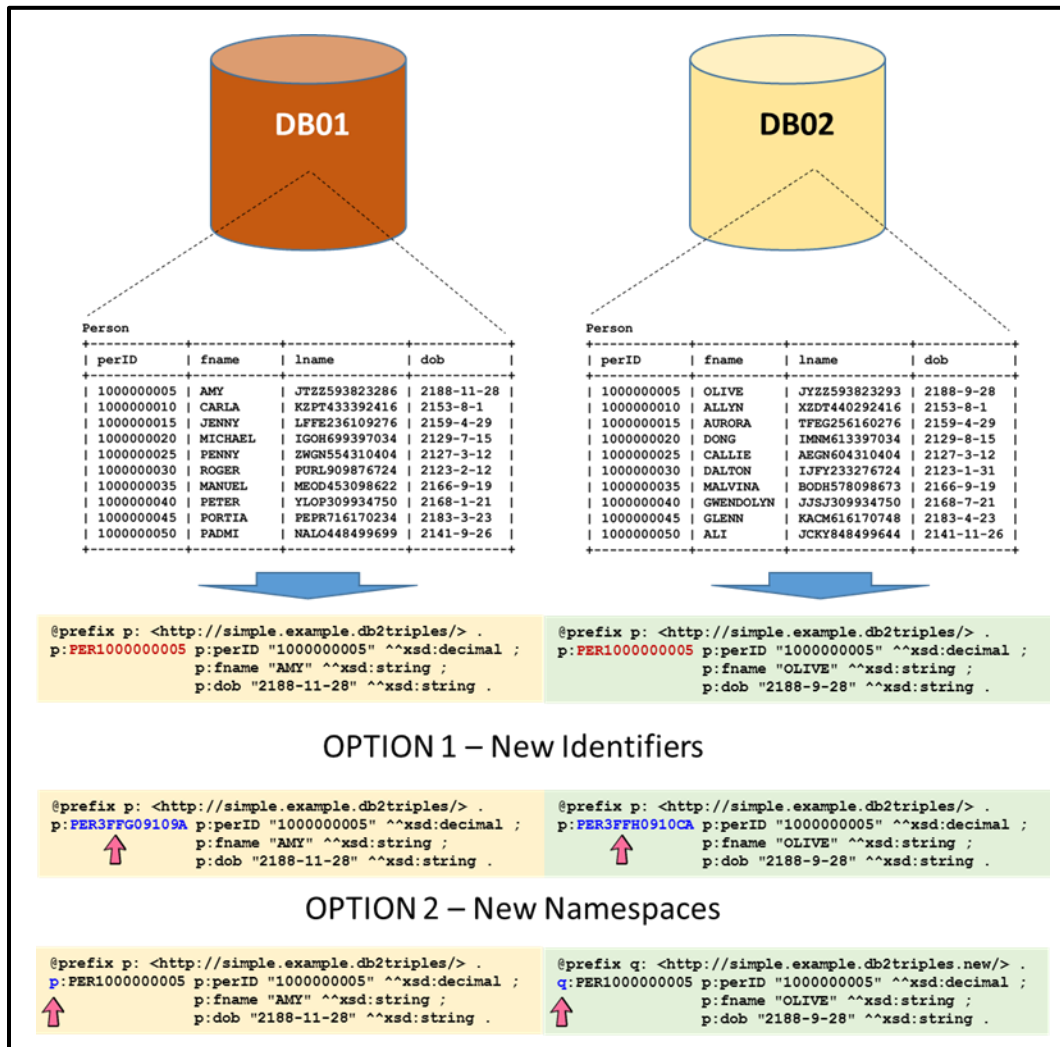 DB01
DB02
Person
+------------+----------+--------------+------------+
| perID | fname | lname | dob |
+------------+----------+--------------+------------+
| 1000000005 | AMY | JTZZ593823286 | 2188-11-28 |
| 1000000010 | CARLA | KZPT433392416 | 2153-8-1 |
| 1000000015 | JENNY | LFFE236109276 | 2159-4-29 |
| 1000000020 | MICHAEL | IGOH699397034 | 2129-7-15 |
| 1000000025 | PENNY | ZWGN554310404 | 2127-3-12 |
| 1000000030 | ROGER | PURL909876724 | 2123-2-12 |
| 1000000035 | MANUEL | MEOD453098622 | 2166-9-19 |
| 1000000040 | PETER | YLOP309934750 | 2168-1-21 |
| 1000000045 | PORTIA | PEPR716170234 | 2183-3-23 |
| 1000000050 | PADMI | NALO448499699 | 2141-9-26 |
+------------+----------+--------------+------------+
Person
+------------+----------+--------------+------------+
| perID | fname | lname | dob |
+------------+----------+--------------+------------+
| 1000000005 | OLIVE | JYZZ593823293 | 2188-9-28 |
| 1000000010 | ALLYN | XZDT440292416 | 2153-8-1 |
| 1000000015 | AURORA | TFEG256160276 | 2159-4-29 |
| 1000000020 | DONG | IMNM613397034 | 2129-8-15 |
| 1000000025 | CALLIE | AEGN604310404 | 2127-3-12 |
| 1000000030 | DALTON | IJFY233276724 | 2123-1-31 |
| 1000000035 | MALVINA | BODH578098673 | 2166-9-19 |
| 1000000040 | GWENDOLYN | JJSJ309934750 | 2168-7-21 |
| 1000000045 | GLENN | KACM616170748 | 2183-4-23 |
| 1000000050 | ALI | JCKY848499644 | 2141-11-26 |
+------------+----------+--------------+------------+
@prefix p: <http://simple.example.db2triples/> .
p:PER1000000005 p:perID "1000000005" ^^xsd:decimal ;
p:fname "AMY" ^^xsd:string ;
p:dob "2188-11-28" ^^xsd:string .
@prefix p: <http://simple.example.db2triples/> .
p:PER1000000005 p:perID "1000000005" ^^xsd:decimal ;
p:fname "OLIVE" ^^xsd:string ;
p:dob "2188-9-28" ^^xsd:string .
OPTION 1 – New Identifiers
@prefix p: <http://simple.example.db2triples/> .
p:PER3FFG09109A p:perID "1000000005" ^^xsd:decimal ;
p:fname "AMY" ^^xsd:string ;
p:dob "2188-11-28" ^^xsd:string .
@prefix p: <http://simple.example.db2triples/> .
p:PER3FFH0910CA p:perID "1000000005" ^^xsd:decimal ;
p:fname "OLIVE" ^^xsd:string ;
p:dob "2188-9-28" ^^xsd:string .
OPTION 2 – New Namespaces
@prefix p: <http://simple.example.db2triples/> .
p:PER1000000005 p:perID "1000000005" ^^xsd:decimal ;
p:fname "AMY" ^^xsd:string ;
p:dob "2188-11-28" ^^xsd:string .
@prefix q: <http://simple.example.db2triples.new/> .
q:PER1000000005 p:perID "1000000005" ^^xsd:decimal ;
p:fname "OLIVE" ^^xsd:string ;
p:dob "2188-9-28" ^^xsd:string .